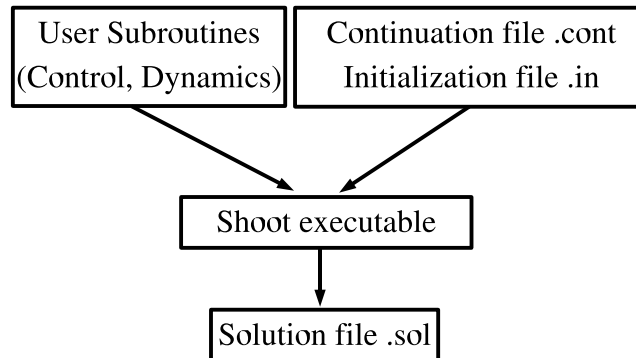 User Subroutines
(Control, Dynamics)
Continuation file .cont
Initialization file .in
Shoot executable
Solution file .sol